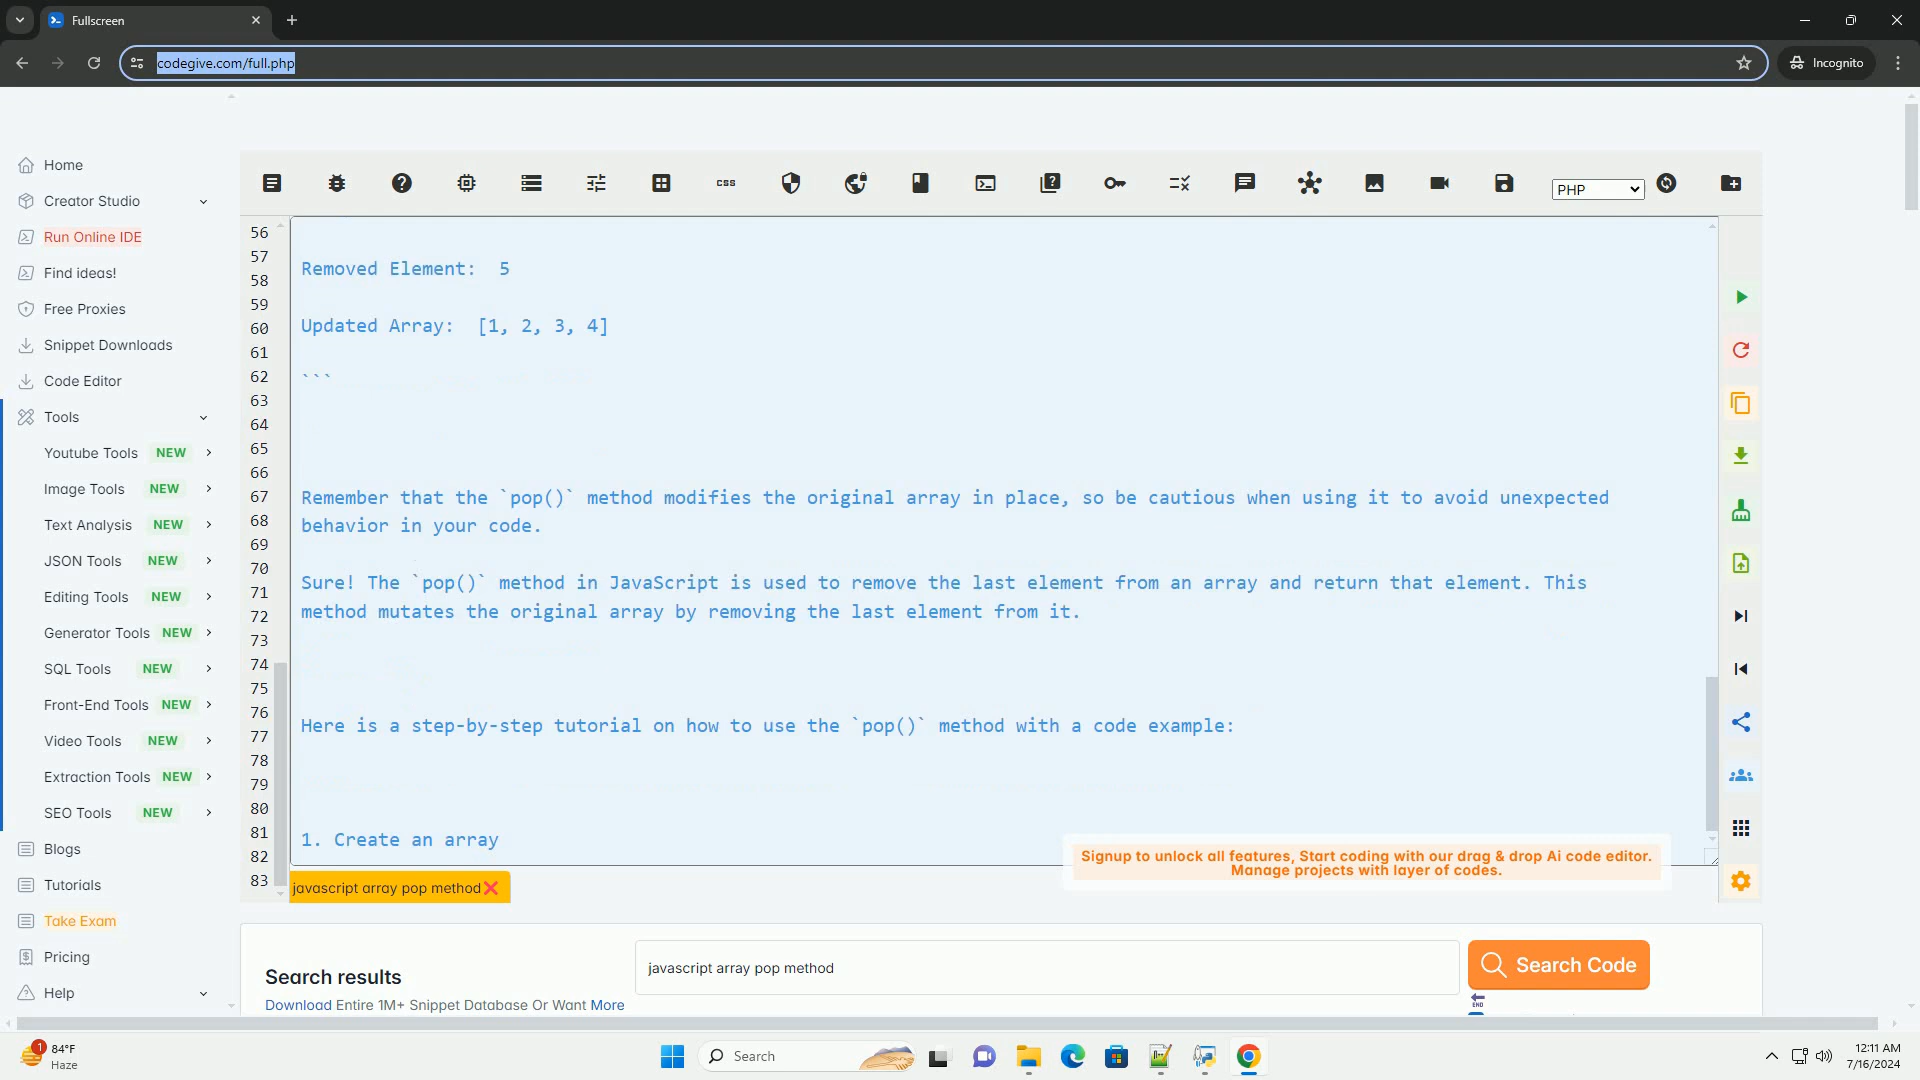 Fullscreen
codegive.com/full.php
Incognito
Home
Creator Studio
Run Online IDE
Find ideas!
Free Proxies
Snippet Downloads
Code Editor
Tools
Youtube Tools NEW
Image Tools NEW
Text Analysis NEW
JSON Tools NEW
Editing Tools NEW
Generator Tools NEW
SQL Tools NEW
Front-End Tools NEW
Video Tools NEW
Extraction Tools NEW
SEO Tools NEW
Blogs
Tutorials
Take Exam
Pricing
Help
css
PHP
56
57
58
59
60
61
62
63
64
65
66
67
68
69
70
71
72
73
74
75
76
77
78
79
80
81
82
83
Removed Element:  5
Updated Array:  [1, 2, 3, 4]
```
Remember that the `pop()` method modifies the original array in place, so be cautious when using it to avoid unexpected
behavior in your code.
Sure! The `pop()` method in JavaScript is used to remove the last element from an array and return that element. This
method mutates the original array by removing the last element from it.
Here is a step-by-step tutorial on how to use the `pop()` method with a code example:
1. Create an array
Signup to unlock all features, Start coding with our drag & drop Ai code editor.
Manage projects with layer of codes.
javascript array pop method
Search results
Download Entire 1M+ Snippet Database Or Want More
javascript array pop method
Search Code
END
1
84°F
Haze
Search
12:11 AM
7/16/2024